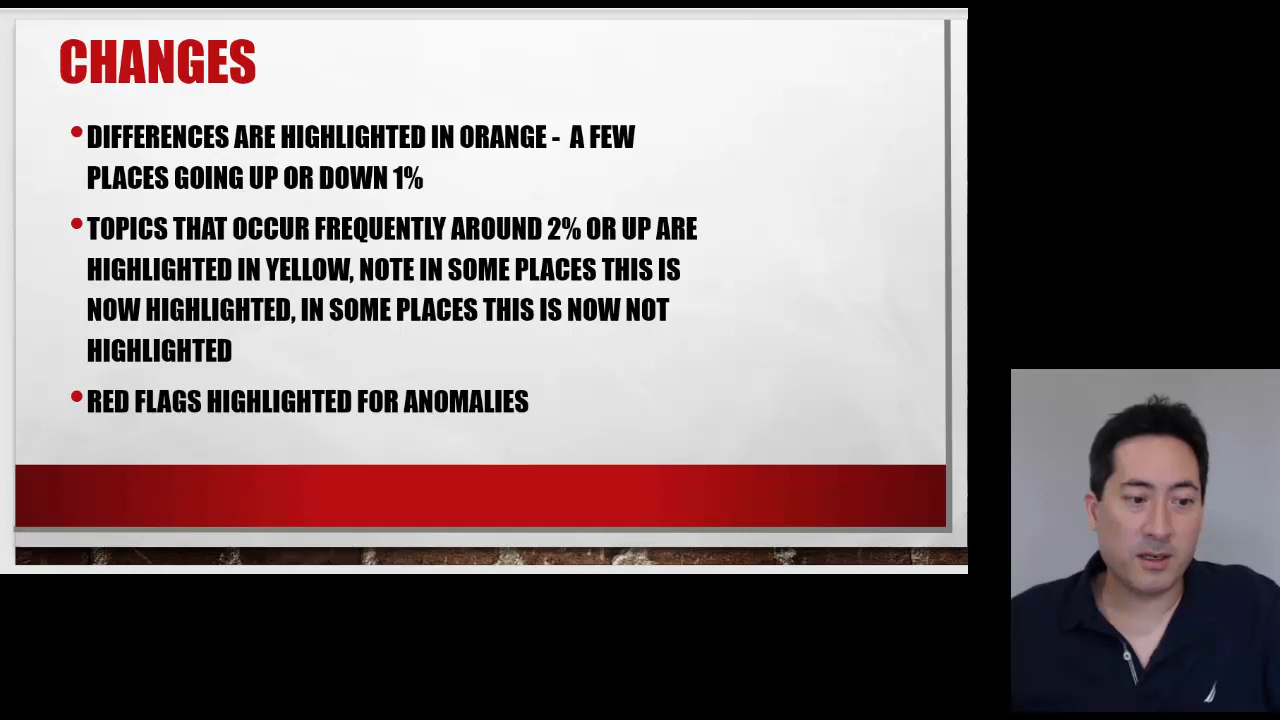 CHANGES
•DIFFERENCES ARE HIGHLIGHTED IN ORANGE -  A FEW
PLACES GOING UP OR DOWN 1%
•TOPICS THAT OCCUR FREQUENTLY AROUND 2% OR UP ARE
HIGHLIGHTED IN YELLOW, NOTE IN SOME PLACES THIS IS
NOW HIGHLIGHTED, IN SOME PLACES THIS IS NOW NOT
HIGHLIGHTED
•RED FLAGS HIGHLIGHTED FOR ANOMALIES